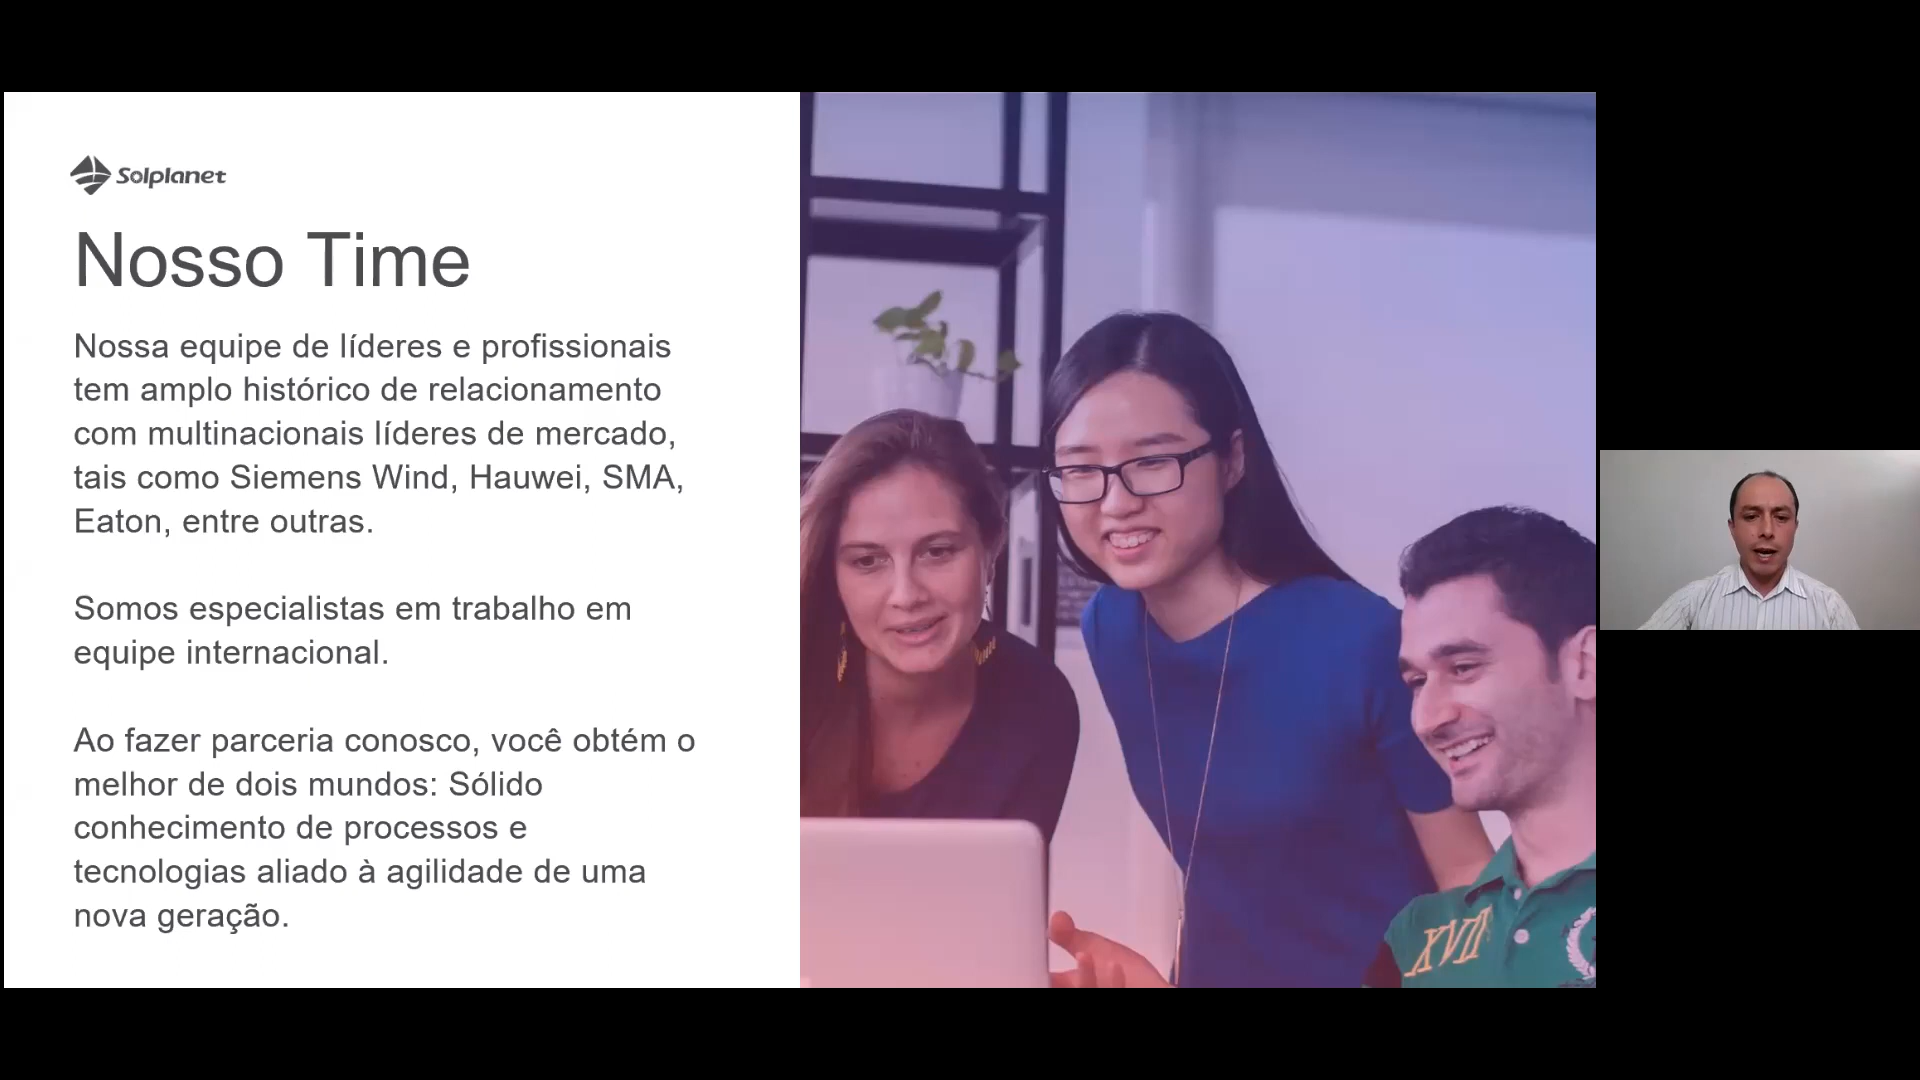 Solplanet
Nosso Time
Nossa equipe de líderes e profissionais
tem amplo histórico de relacionamento
com multinacionais líderes de mercado,
tais como Siemens Wind, Hauwei, SMA,
Eaton, entre outras.
Somos especialistas em trabalho em
equipe internacional.
Ao fazer parceria conosco, você obtém o
melhor de dois mundos: Sólido
conhecimento de processos e
tecnologias aliado à agilidade de uma
nova geração.
XVII